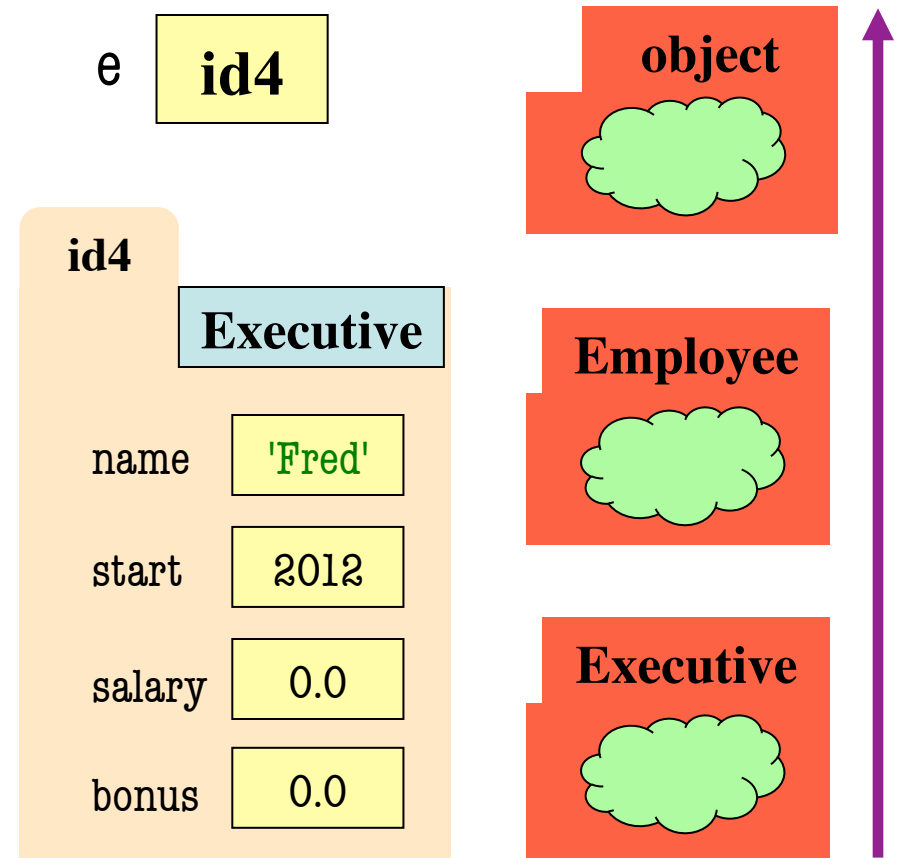 e
id4
id4
Executive
name
'Fred'
start
2012
salary
0.0
bonus
0.0
object
Employee
Executive